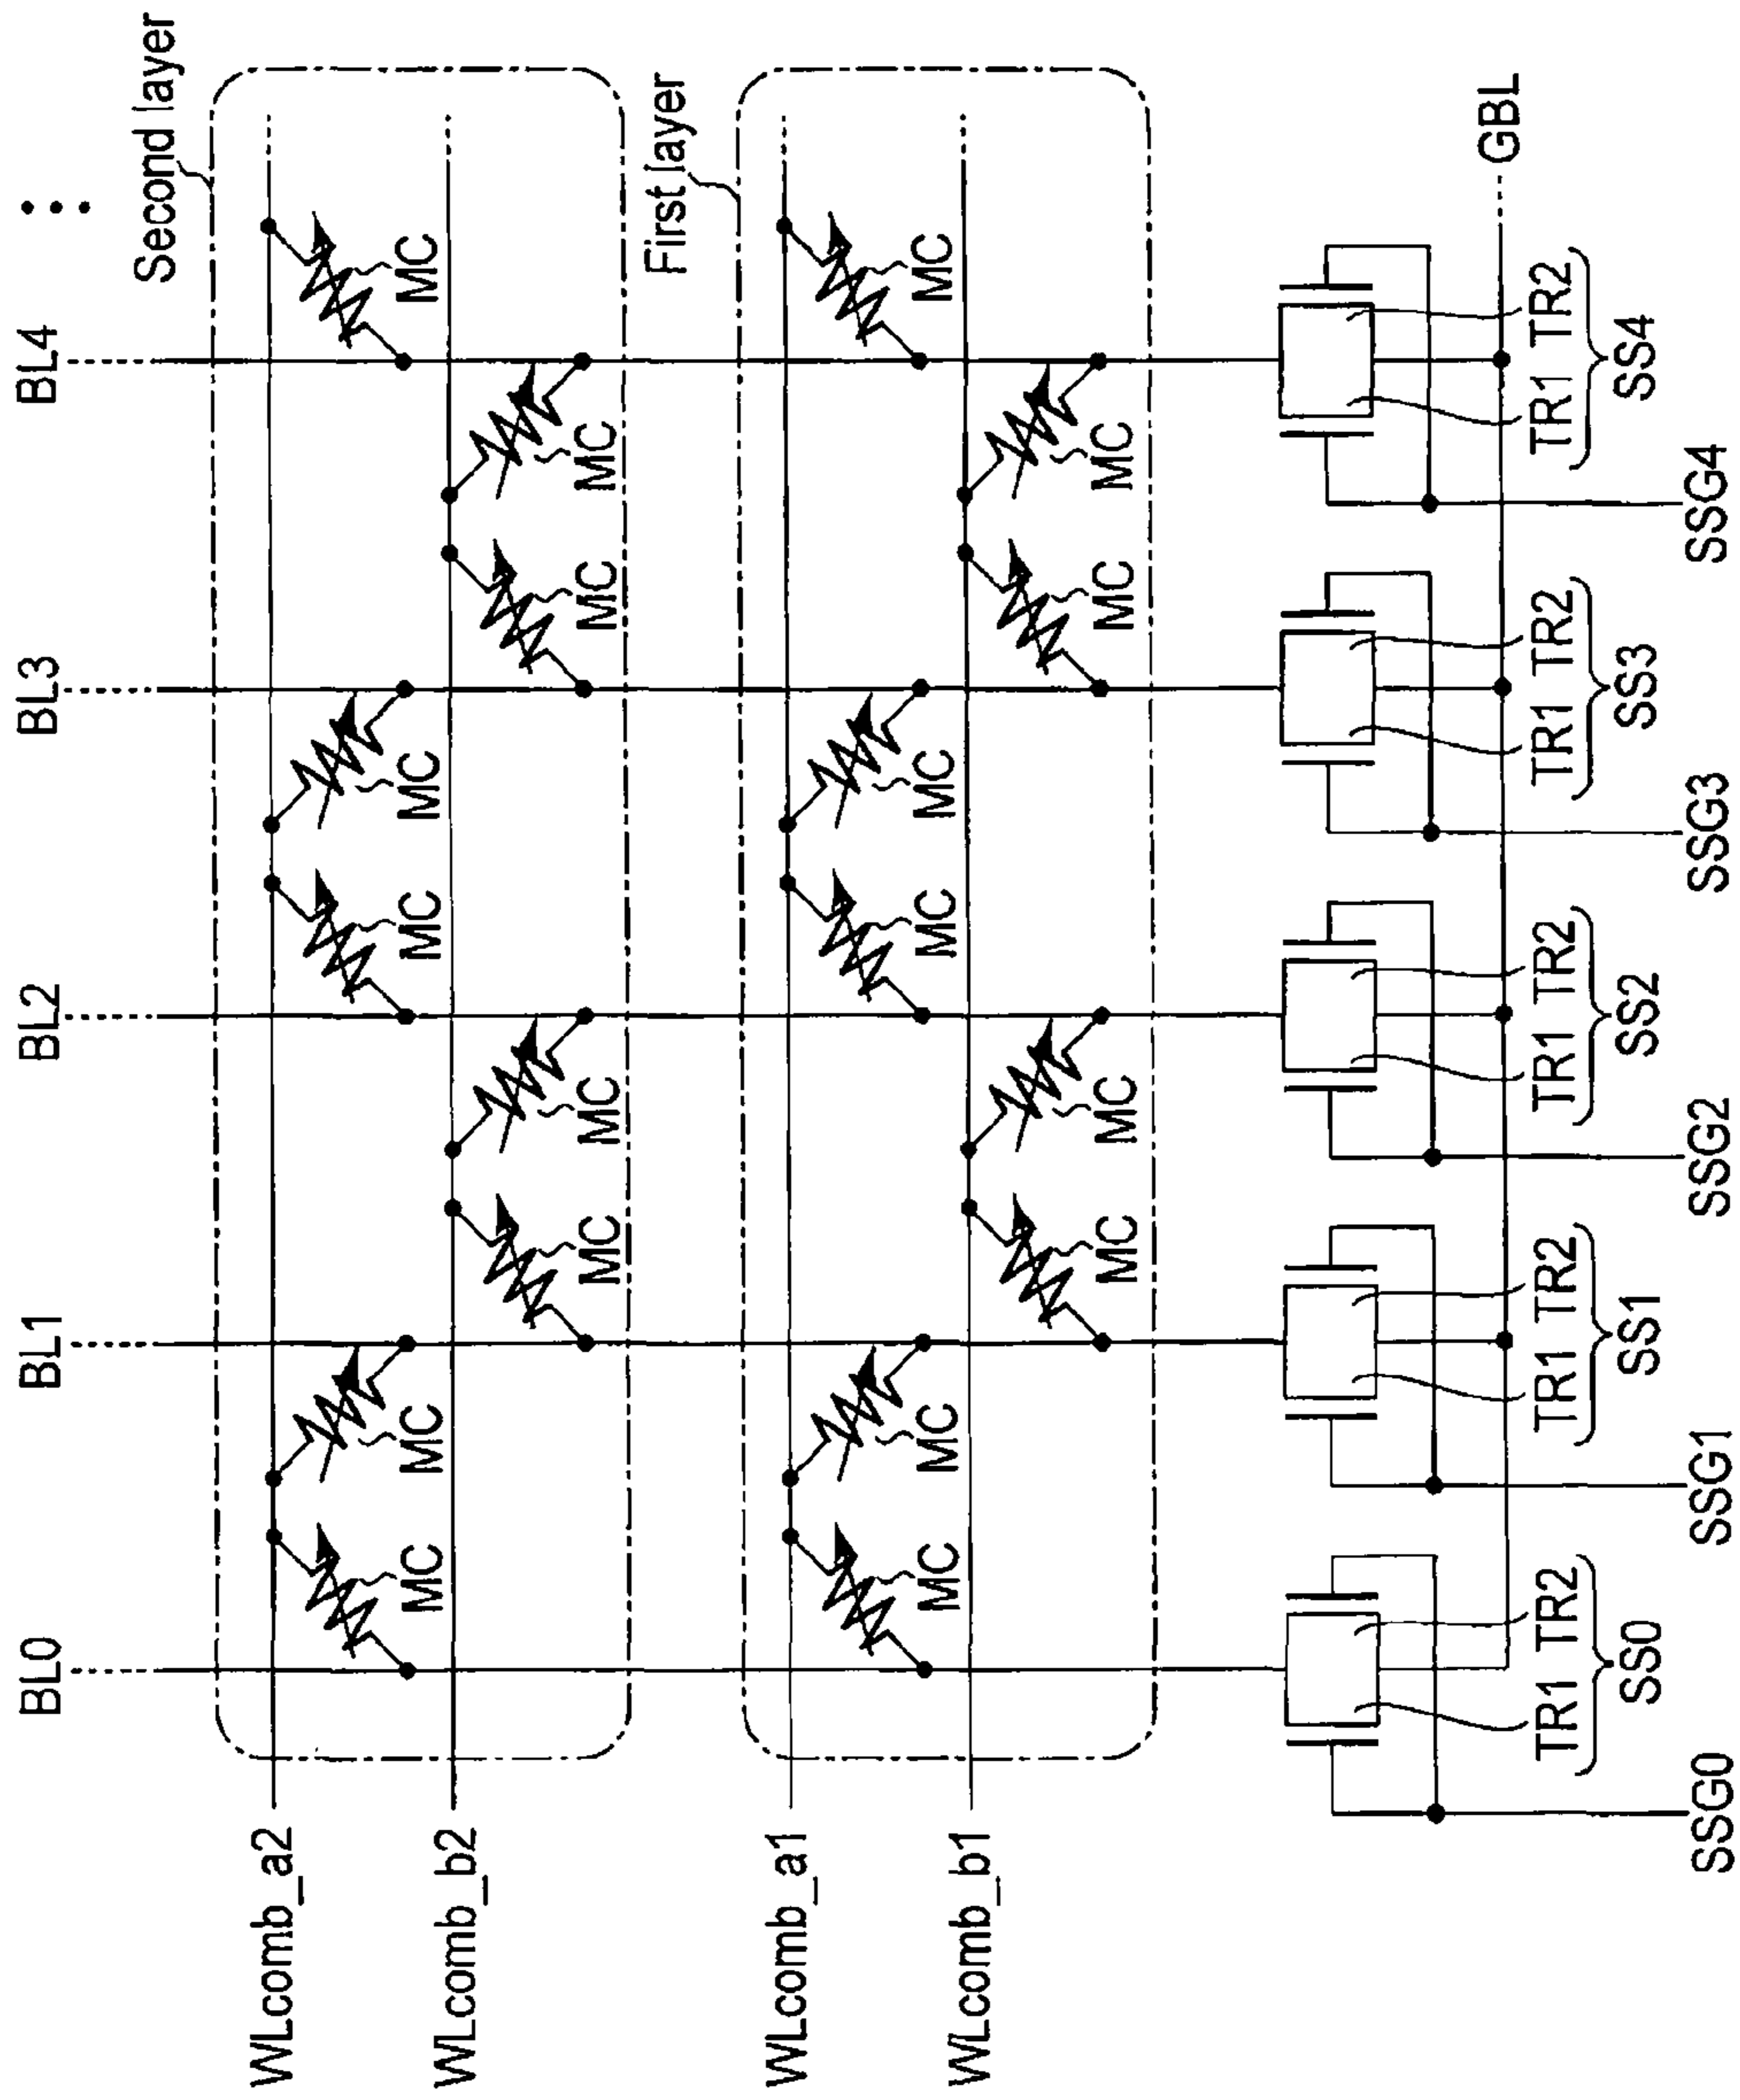 BL0 BL1 BL2 BL3 BL4 •••
Second layer
WLcomb_a2
MC MC MC MC MC
WLcomb_b2
MC MC MC MC
First layer
WLcomb_a1
MC MC MC MC MC
WLcomb_b1
MC MC MC MC
GBL
TR1 TR2 TR1 TR2 TR1 TR2 TR1 TR2 TR1 TR2
SS0 SS1 SS2 SS3 SS4
SSG0 SSG1 SSG2 SSG3 SSG4